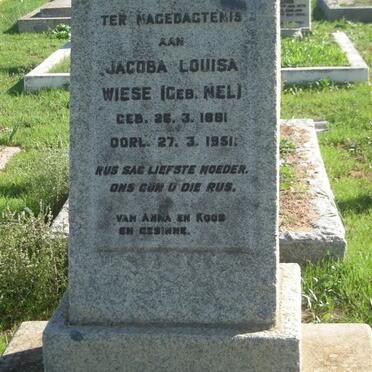 TER NAGEDAGTENIS
AAN
JACOBA LOUISA
WIESE (GEB. NEL)
GEB. 26. 3. 1881
OORL. 27. 3. 1951.
RUS SAG LIEFSTE MOEDER.
ONS GUN U DIE RUS.
VAN ANNA EN KOOS
EN GESINNE.